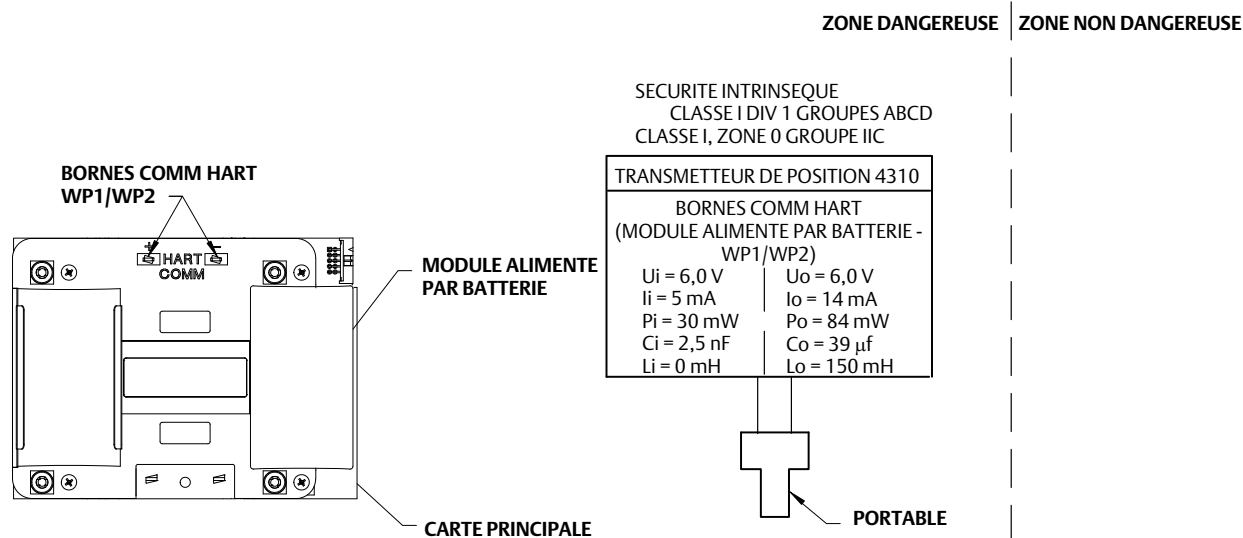 ZONE DANGEREUSE
ZONE NON DANGEREUSE
SECURITE INTRINSEQUE
CLASSE I DIV 1 GROUPES ABCD
CLASSE I, ZONE 0 GROUPE IIC
TRANSMETTEUR DE POSITION 4310
BORNES COMM HART
(MODULE ALIMENTE PAR BATTERIE -
WP1/WP2)
Ui = 6,0 V
Ii = 5 mA
Pi = 30 mW
Ci = 2,5 nF
Li = 0 mH
Uo = 6,0 V
Io = 14 mA
Po = 84 mW
Co = 39 µf
Lo = 150 mH
PORTABLE
BORNES COMM HART
WP1/WP2
+ -
HART
COMM
MODULE ALIMENTE
PAR BATTERIE
CARTE PRINCIPALE